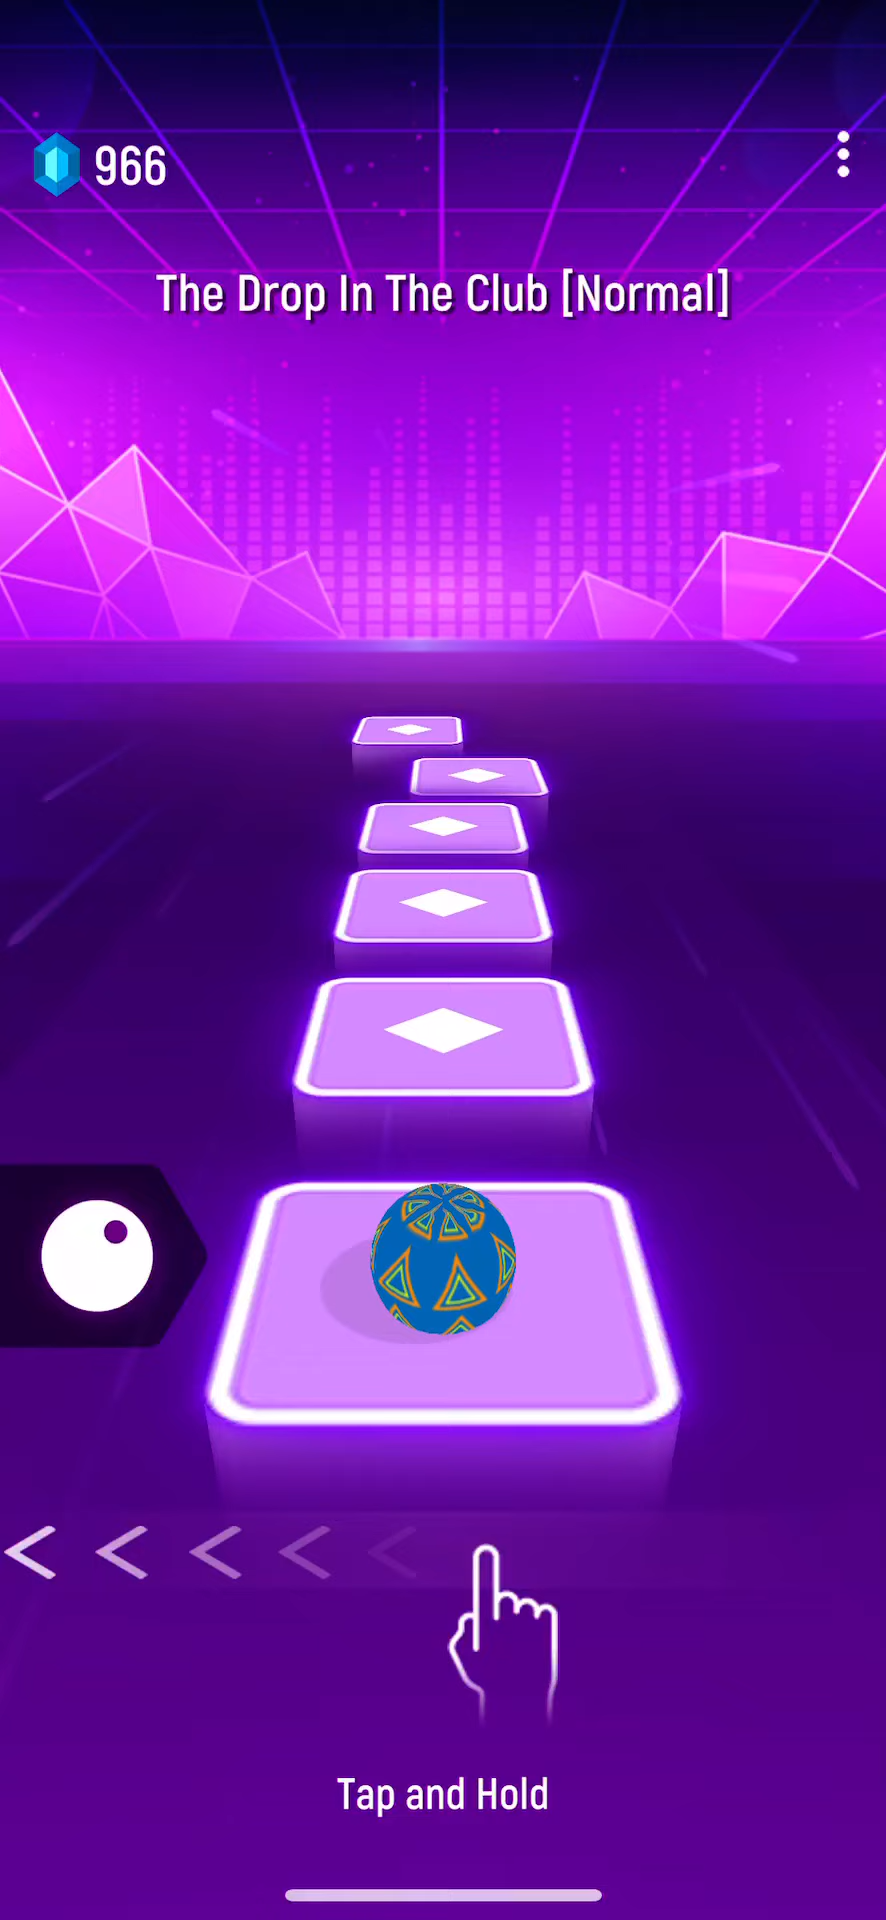 966
The Drop In The Club [Normal]
Tap and Hold